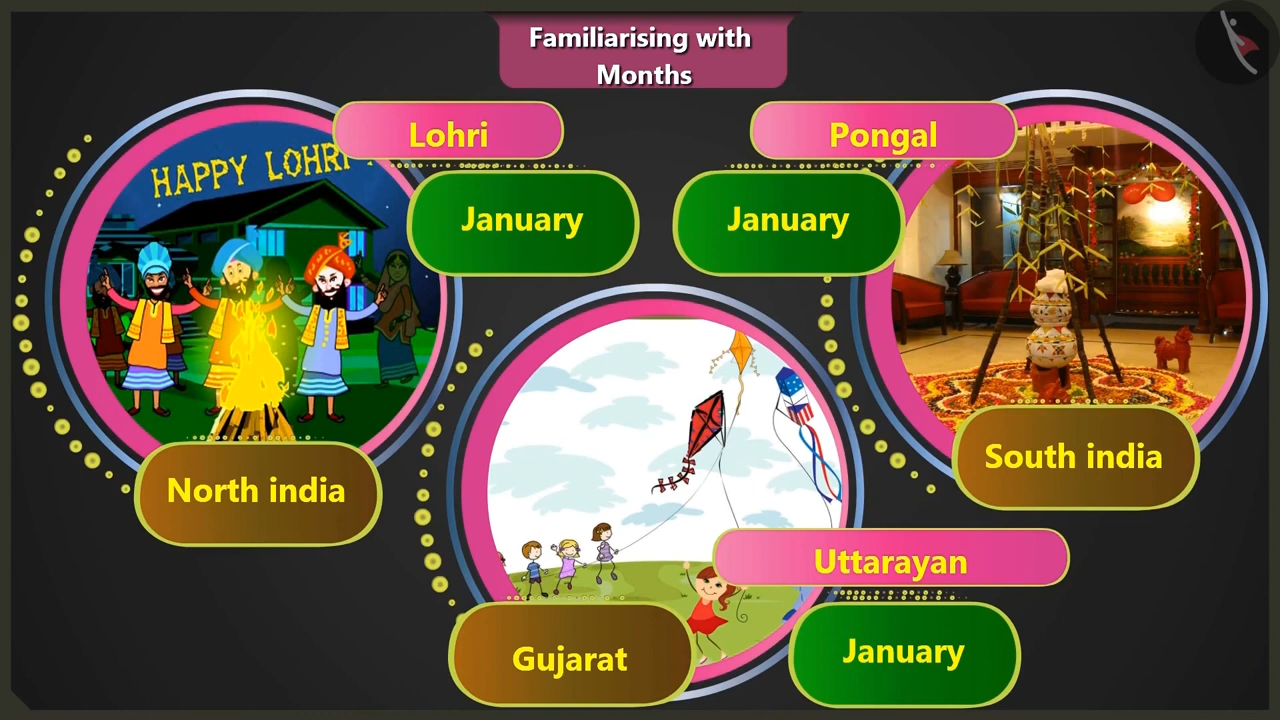 Familiarising with
Months
Lohri
January
HAPPY LOHRI
North india
Pongal
January
South india
Uttarayan
Gujarat
January